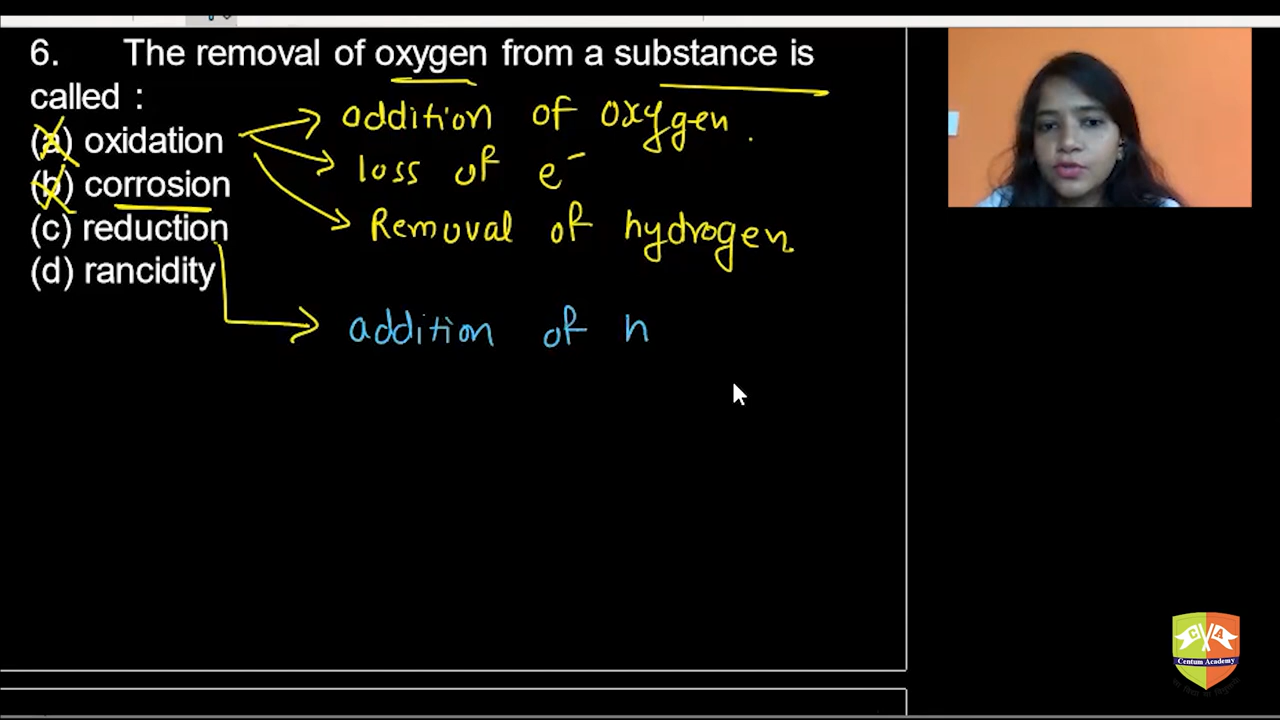 6. The removal of oxygen from a substance is
called :
(a) oxidation
(b) corrosion
(c) reduction
(d) rancidity
addition of oxygen.
loss of e⁻
Removal of hydrogen.
addition of h
C A
Centum Academy